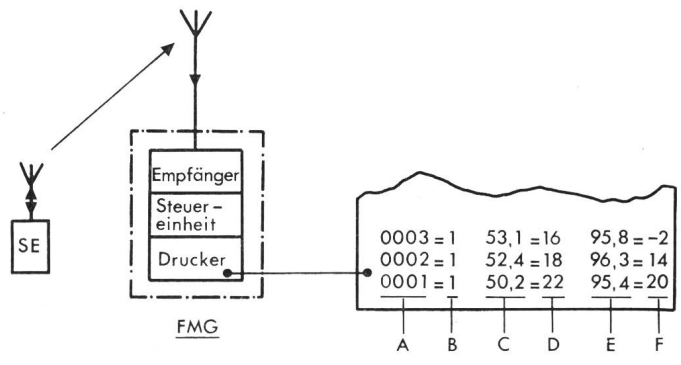 Empfänger
Steuer-
einheit
SE
Drucker
FMG
0003 = 1 53,1 = 16 95,8 = -2
0002 = 1 52,4 = 18 96,3 = 14
0001 = 1 50,2 = 22 95,4 = 20
A B C D E F